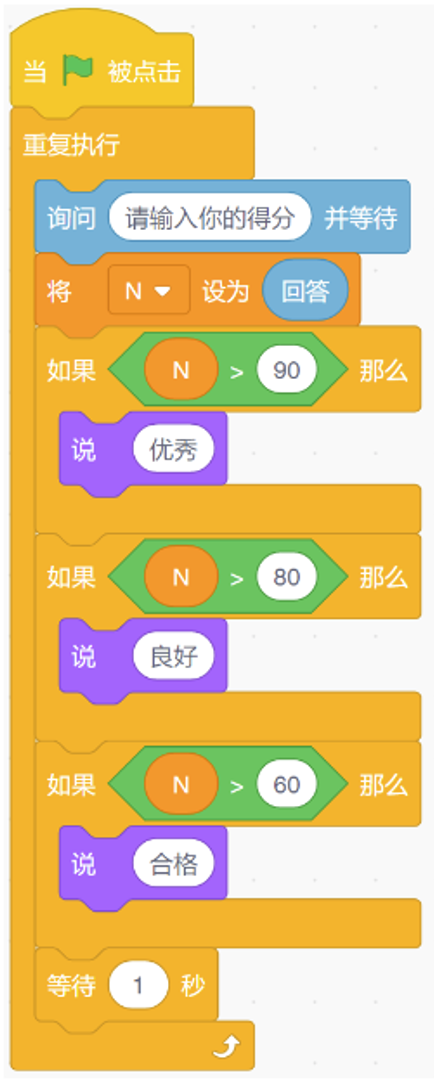 当 被点击
重复执行
询问 请输入你的得分 并等待
将 N 设为 回答
如果 N > 90 那么
说 优秀
如果 N > 80 那么
说 良好
如果 N > 60 那么
说 合格
等待 1 秒